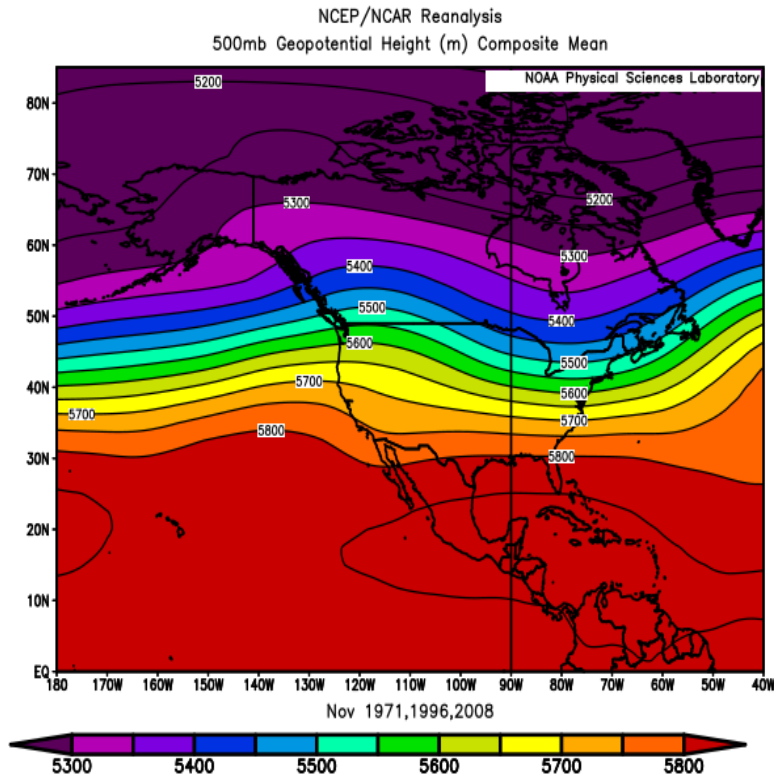 NCEP/NCAR Reanalysis
500mb Geopotential Height (m) Composite Mean
NOAA Physical Sciences Laboratory
80N
5200
70N
5300
5200
60N
5300
5400
50N
5500
5400
5600
5500
40N
5700
5600
5700
5700
5800
5800
30N
20N
10N
EQ
180 170W 160W 150W 140W 130W 120W 110W 100W 90W 80W 70W 60W 50W 40W
Nov 1971,1996,2008
5300 5400 5500 5600 5700 5800